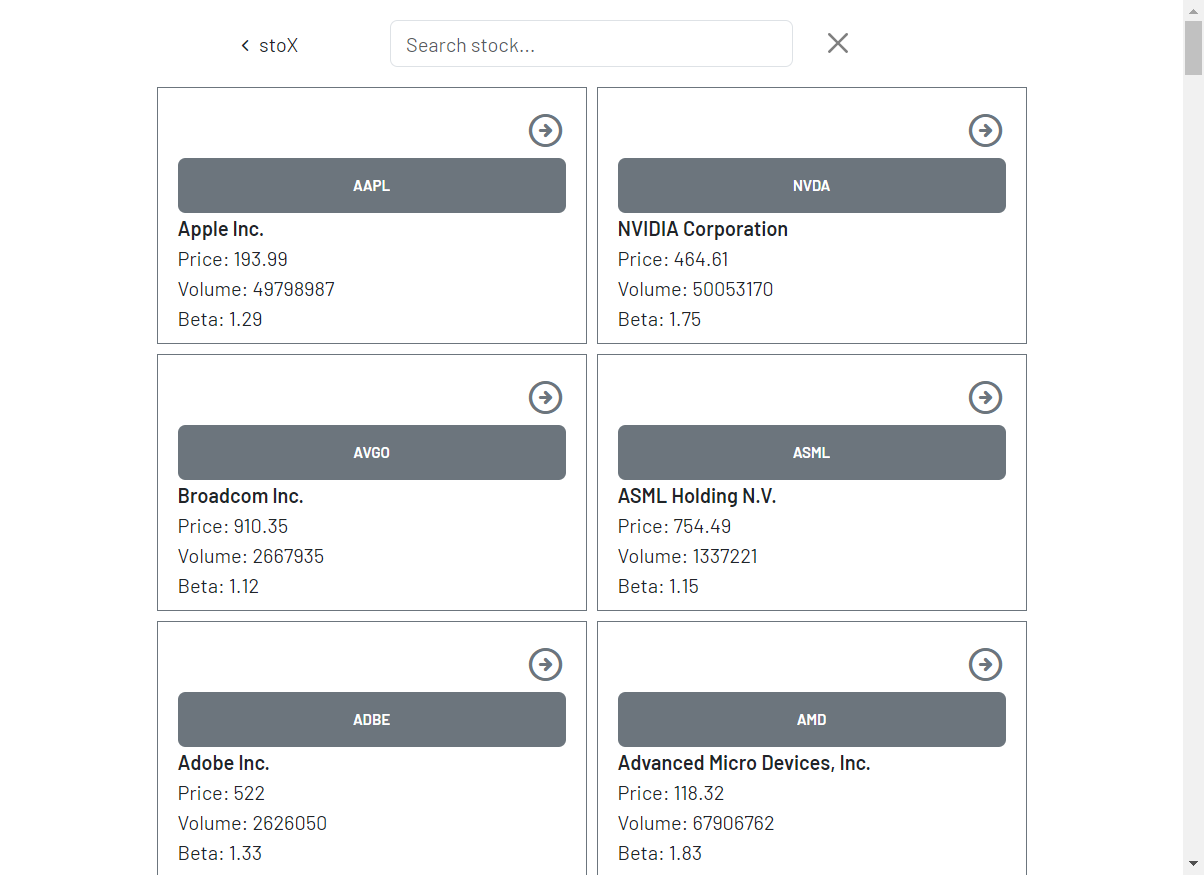 stoX
Search stock...
AAPL
Apple Inc.
Price: 193.99
Volume: 49798987
Beta: 1.29
NVDA
NVIDIA Corporation
Price: 464.61
Volume: 50053170
Beta: 1.75
AVGO
Broadcom Inc.
Price: 910.35
Volume: 2667935
Beta: 1.12
ASML
ASML Holding N.V.
Price: 754.49
Volume: 1337221
Beta: 1.15
ADBE
Adobe Inc.
Price: 522
Volume: 2626050
Beta: 1.33
AMD
Advanced Micro Devices, Inc.
Price: 118.32
Volume: 67906762
Beta: 1.83